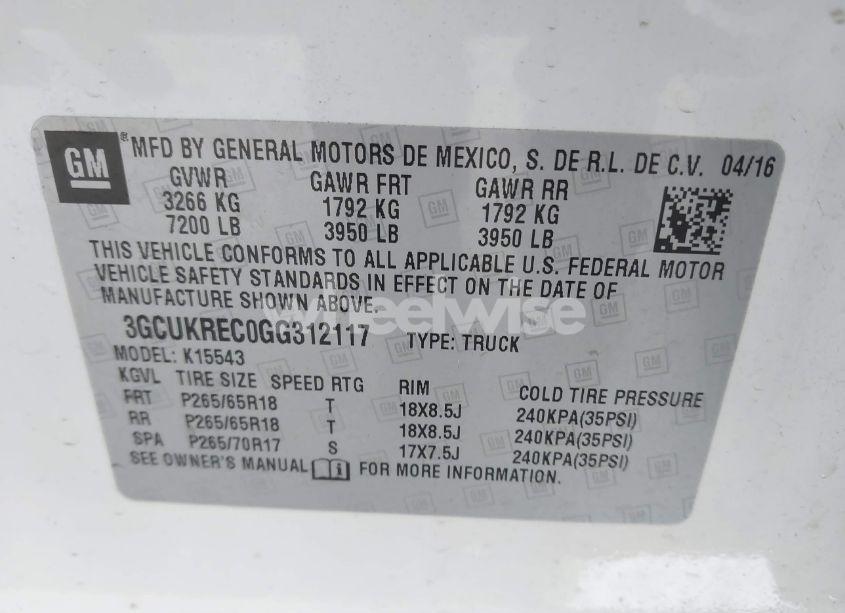 GM
® MFD BY GENERAL MOTORS DE MEXICO, S. DE R.L. DE C.V. 04/16
GVWR GAWR FRT GAWR RR
3266 KG 1792 KG 1792 KG
7200 LB 3950 LB 3950 LB
THIS VEHICLE CONFORMS TO ALL APPLICABLE U.S. FEDERAL MOTOR
VEHICLE SAFETY STANDARDS IN EFFECT ON THE DATE OF
MANUFACTURE SHOWN ABOVE.
wheelwise
3GCUKREC0GG312117 TYPE: TRUCK
MODEL: K15543
KGVL TIRE SIZE SPEED RTG RIM COLD TIRE PRESSURE
FRT P265/65R18 T 18X8.5J 240KPA(35PSI)
RR P265/65R18 T 18X8.5J 240KPA(35PSI)
SPA P265/70R17 S 17X7.5J 240KPA(35PSI)
SEE OWNER'S MANUAL FOR MORE INFORMATION.